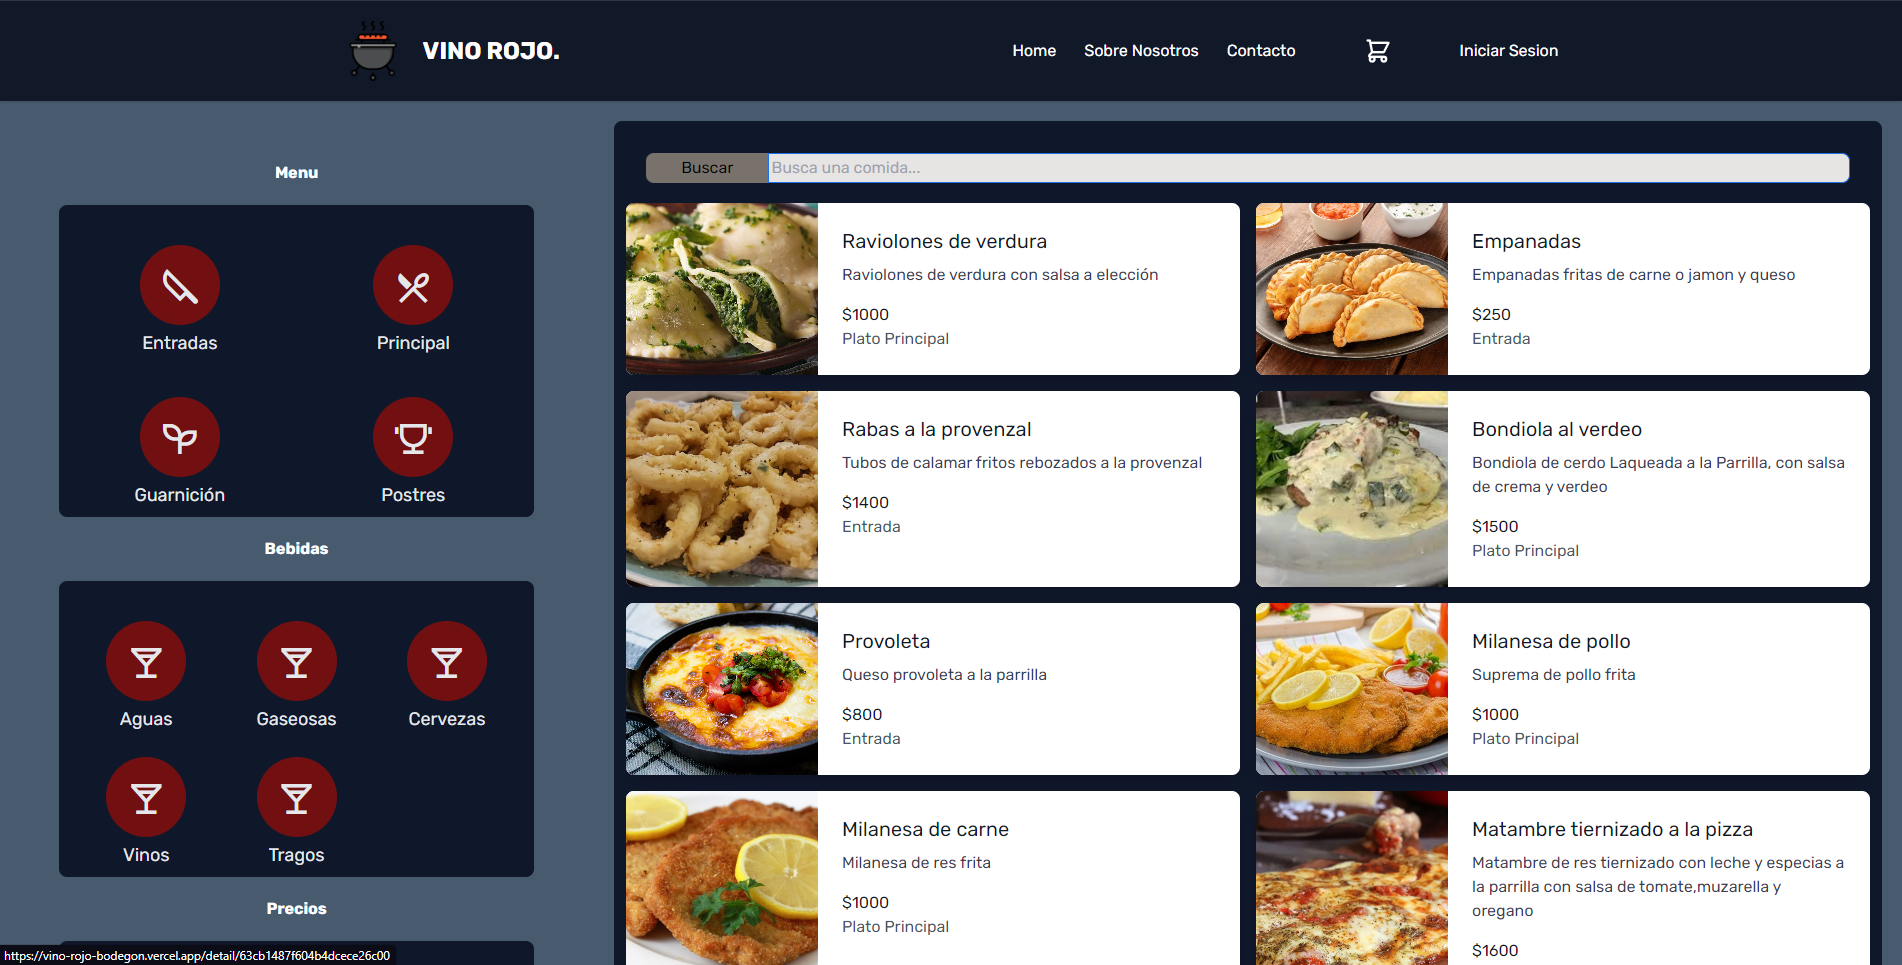 VINO ROJO.
Home
Sobre Nosotros
Contacto
Iniciar Sesion
Menu
Entradas
Principal
Guarnición
Postres
Bebidas
Aguas
Gaseosas
Cervezas
Vinos
Tragos
Precios
Buscar
Busca una comida...
Raviolones de verdura
Raviolones de verdura con salsa a elección
$1000
Plato Principal
Empanadas
Empanadas fritas de carne o jamon y queso
$250
Entrada
Rabas a la provenzal
Tubos de calamar fritos rebozados a la provenzal
$1400
Entrada
Bondiola al verdeo
Bondiola de cerdo Laqueada a la Parrilla, con salsa
de crema y verdeo
$1500
Plato Principal
Provoleta
Queso provoleta a la parrilla
$800
Entrada
Milanesa de pollo
Suprema de pollo frita
$1000
Plato Principal
Milanesa de carne
Milanesa de res frita
$1000
Plato Principal
Matambre tiernizado a la pizza
Matambre de res tiernizado con leche y especias a
la parrilla con salsa de tomate,muzarella y
oregano
$1600
https://vino-rojo-bodegon.vercel.app/detail/63cb1487f604b4dcece26c00